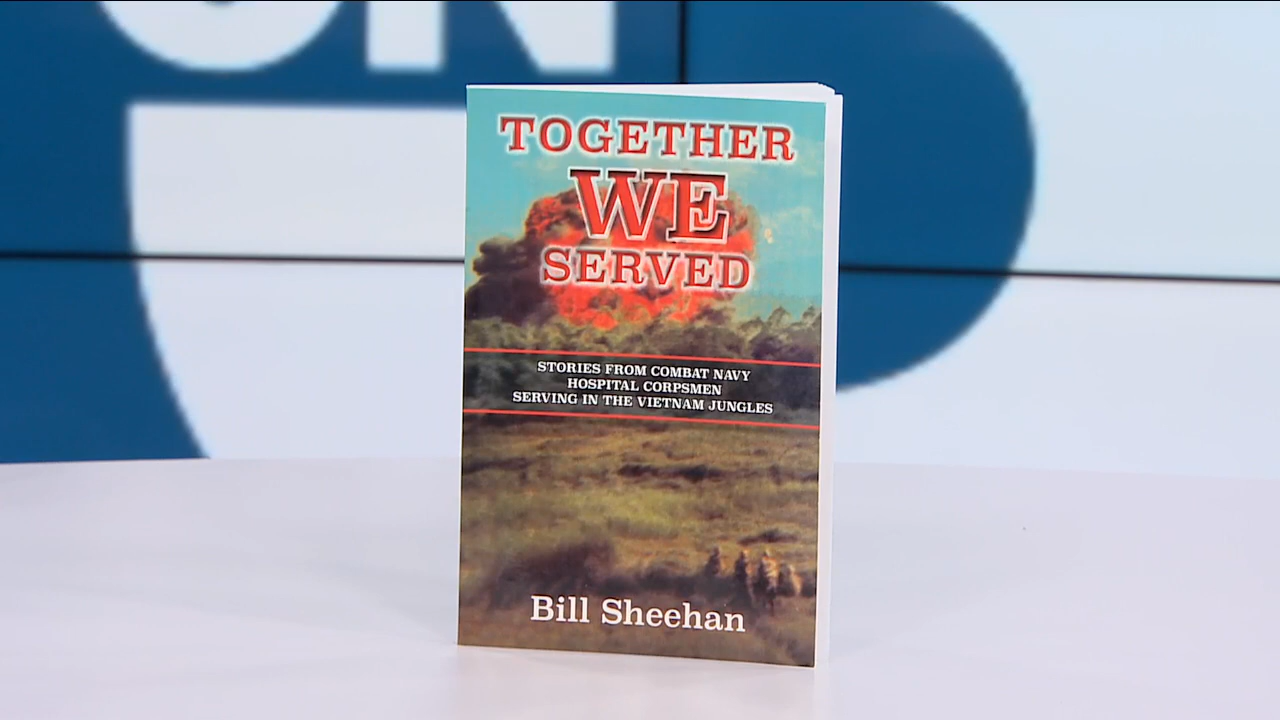 TOGETHER
WE
SERVED
STORIES FROM COMBAT NAVY
HOSPITAL CORPSMEN
SERVING IN THE VIETNAM JUNGLES
Bill Sheehan